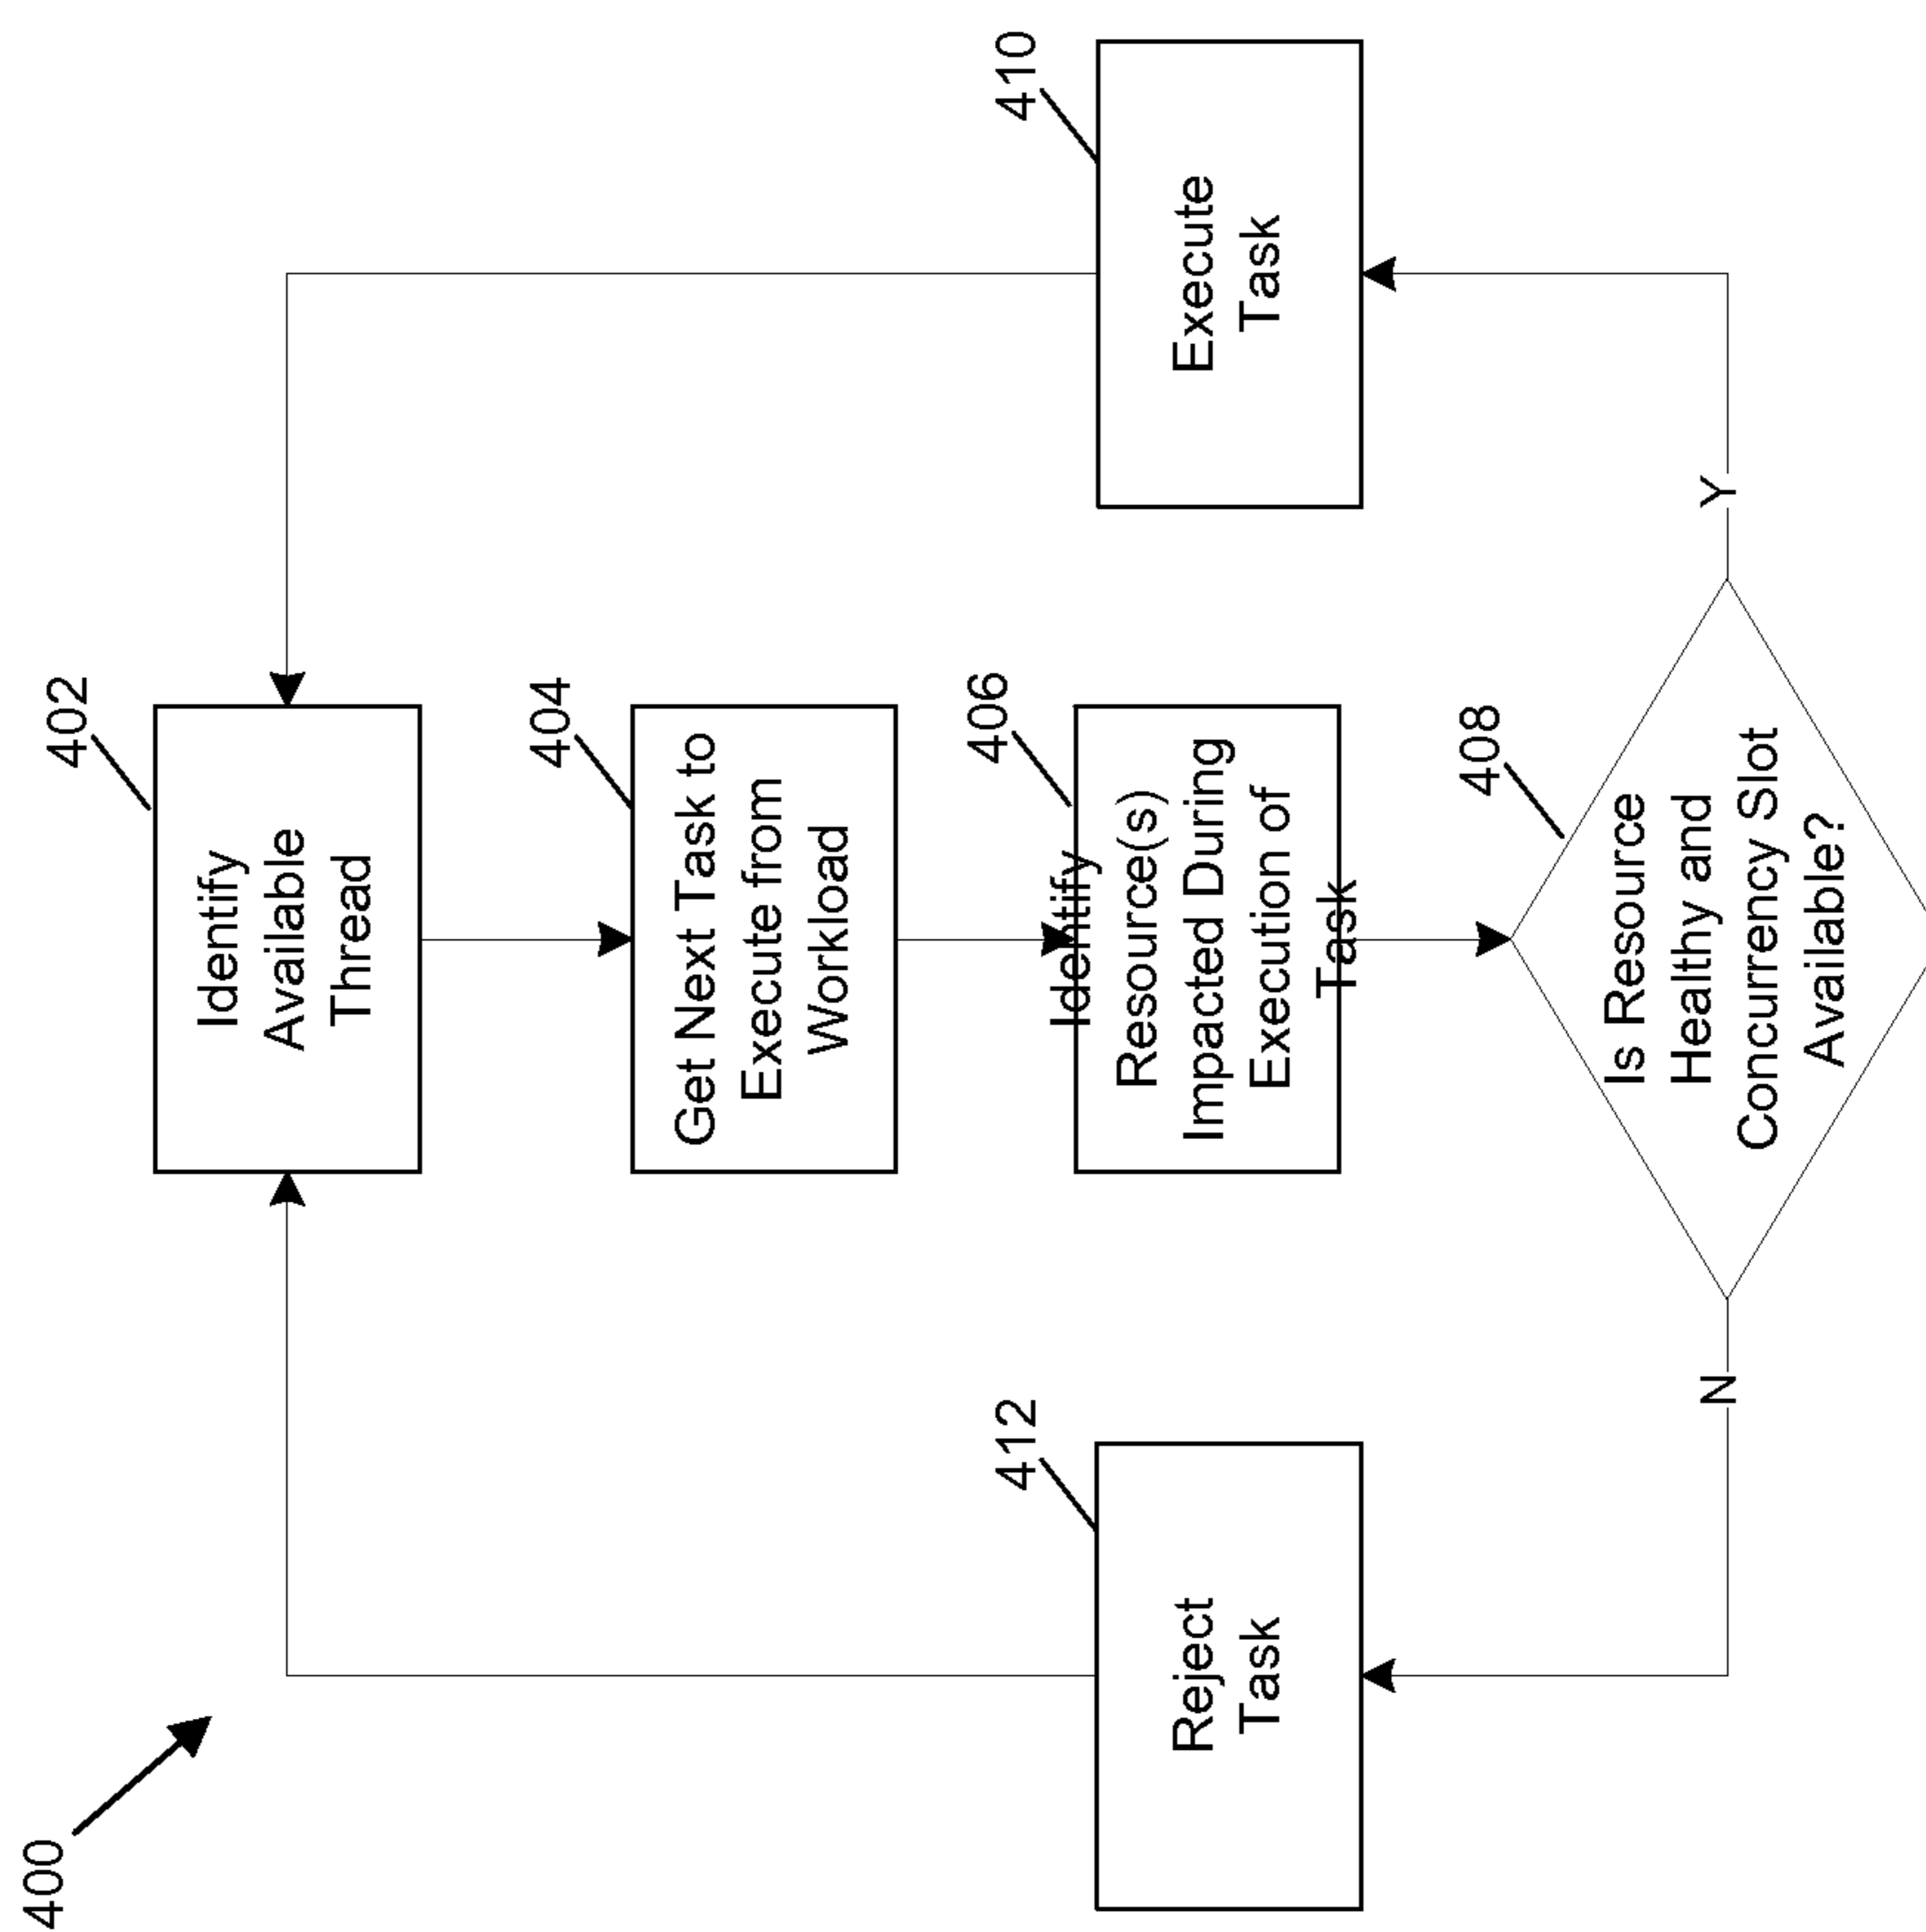 400
402
Identify
Available
Thread
404
Get Next Task to
Execute from
Workload
406
Identify
Resource(s)
Impacted During
Execution of
Task
408
Is Resource
Healthy and
Concurrency Slot
Available?
N
Y
412
Reject
Task
410
Execute
Task